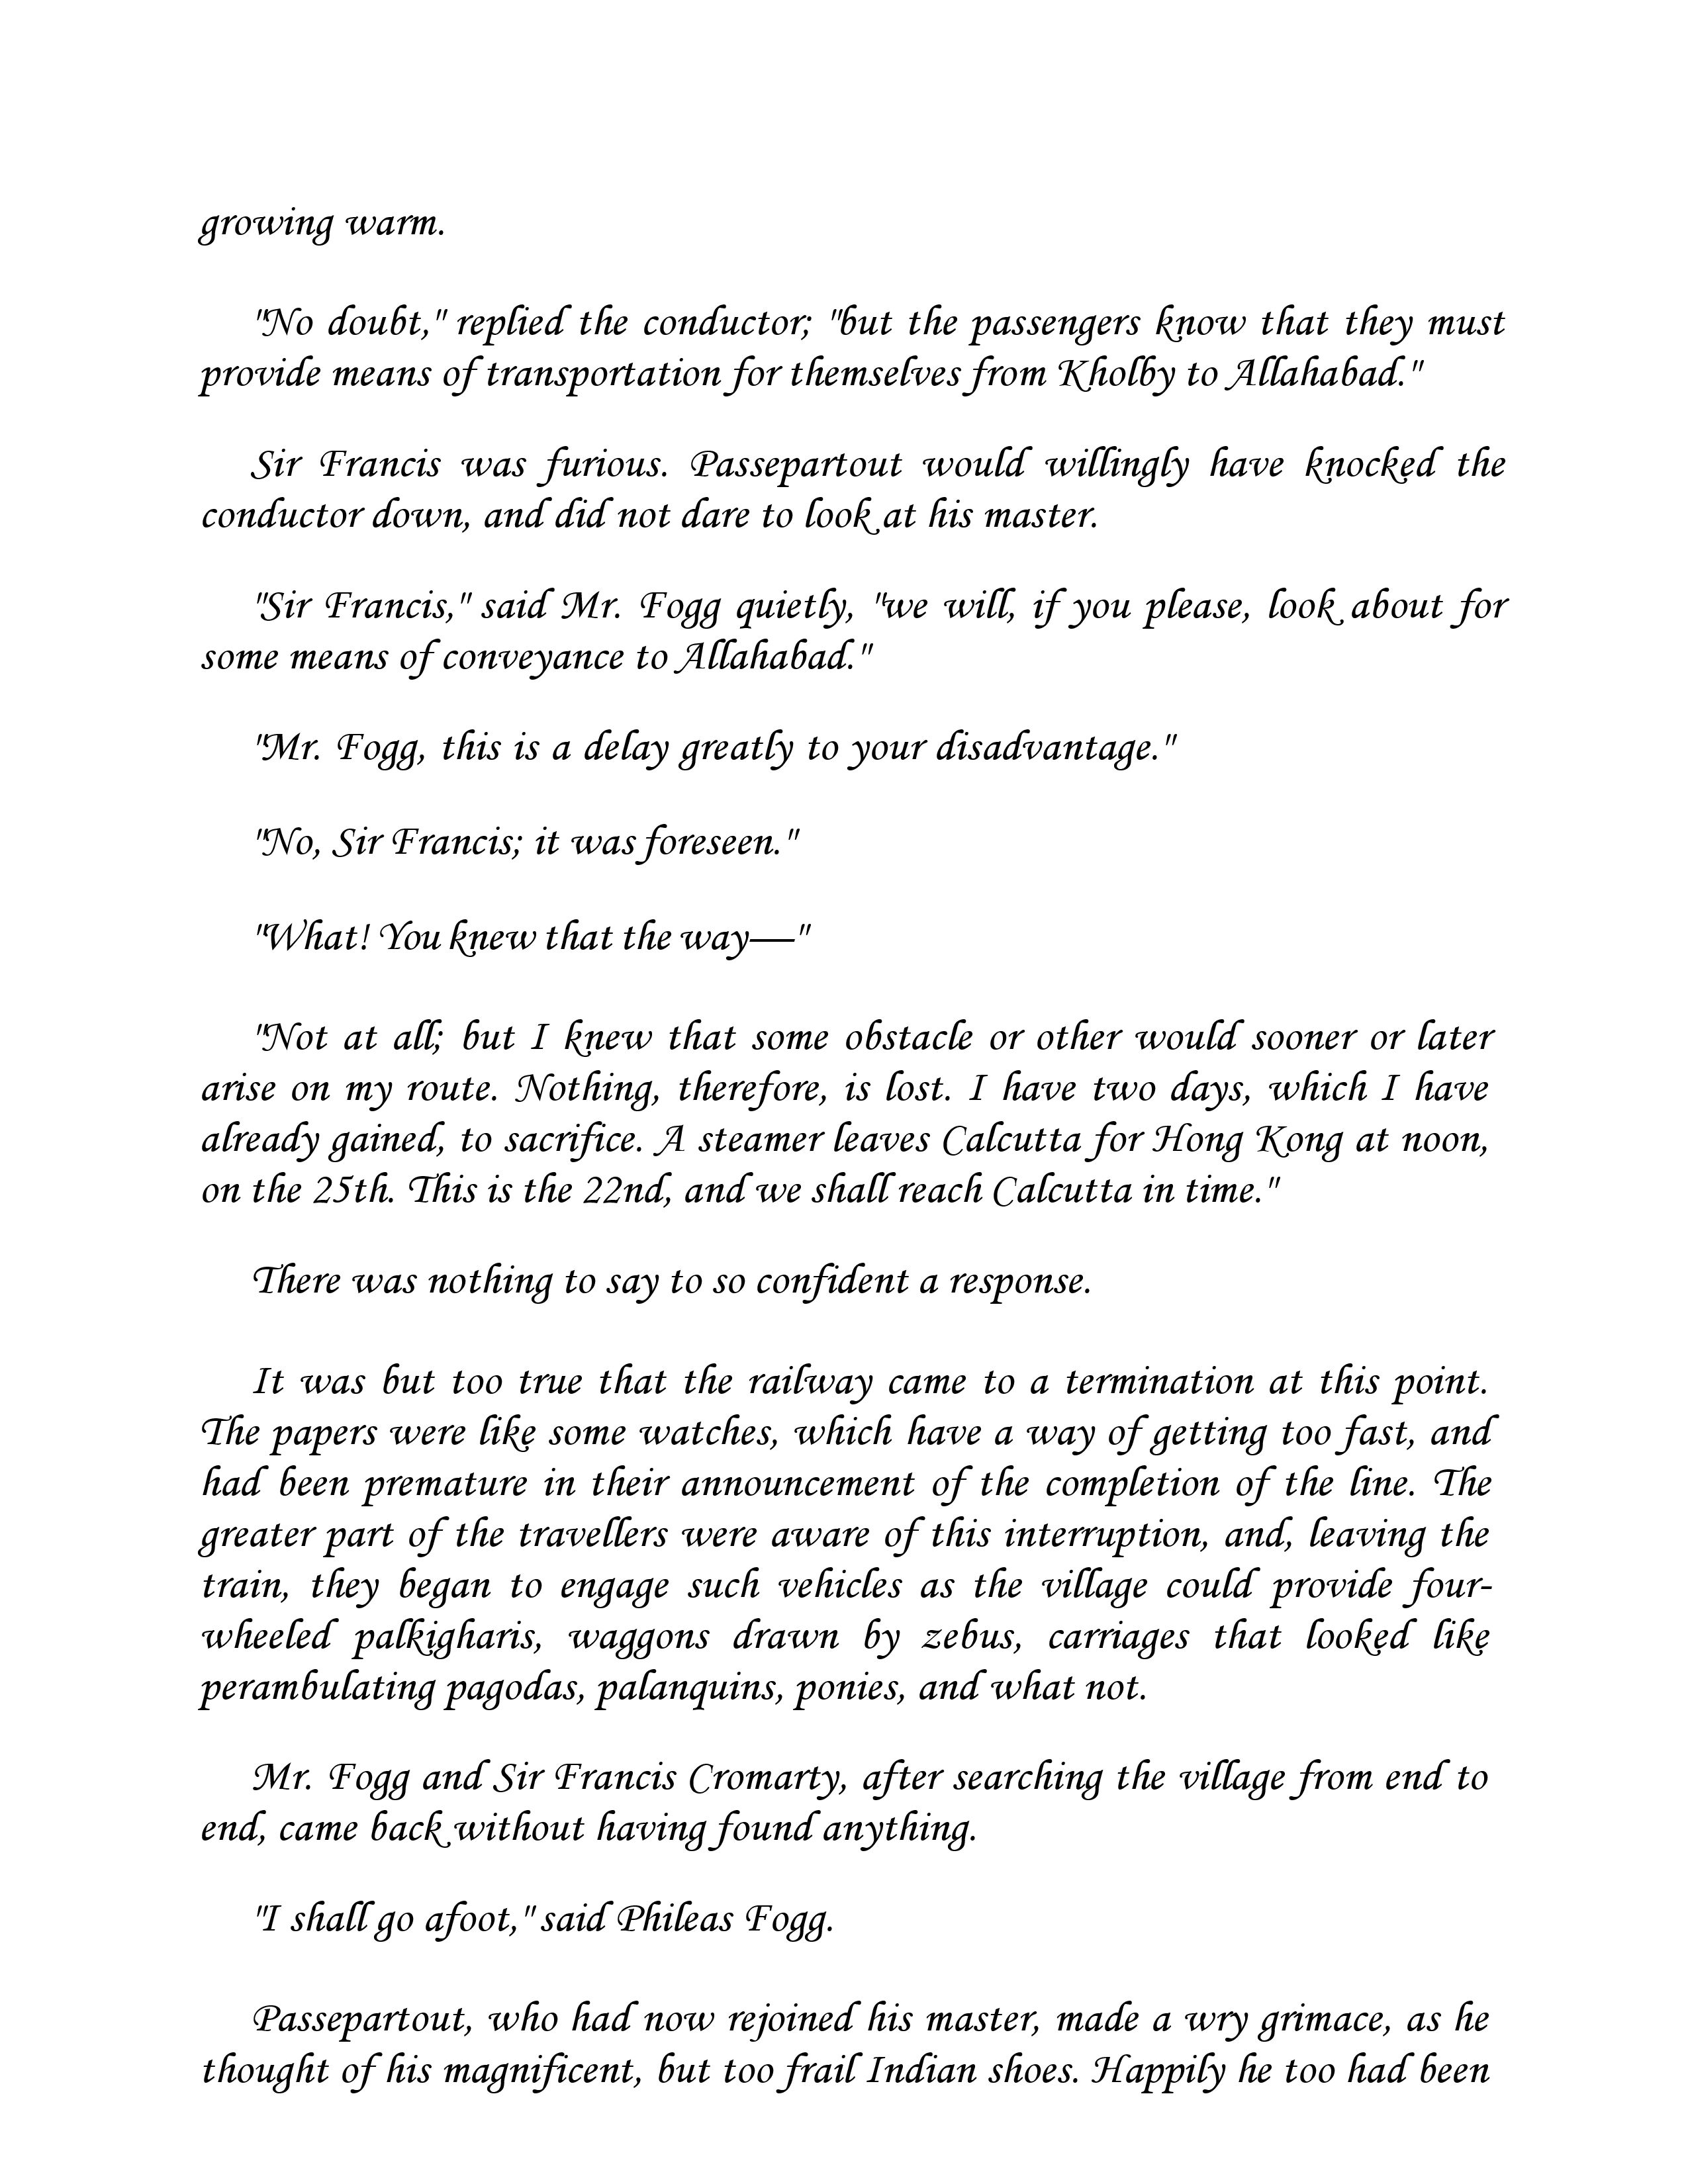 growing warm.
"No doubt," replied the conductor; "but the passengers know that they must
provide means of transportation for themselves from Kholby to Allahabad."
Sir Francis was furious. Passepartout would willingly have knocked the
conductor down, and did not dare to look at his master.
"Sir Francis," said Mr. Fogg quietly, "we will, if you please, look about for
some means of conveyance to Allahabad."
"Mr. Fogg, this is a delay greatly to your disadvantage."
"No, Sir Francis; it was foreseen."
"What! You knew that the way—"
"Not at all; but I knew that some obstacle or other would sooner or later
arise on my route. Nothing, therefore, is lost. I have two days, which I have
already gained, to sacrifice. A steamer leaves Calcutta for Hong Kong at noon,
on the 25th. This is the 22nd, and we shall reach Calcutta in time."
There was nothing to say to so confident a response.
It was but too true that the railway came to a termination at this point.
The papers were like some watches, which have a way of getting too fast, and
had been premature in their announcement of the completion of the line. The
greater part of the travellers were aware of this interruption, and, leaving the
train, they began to engage such vehicles as the village could provide four-
wheeled palkigharis, waggons drawn by zebus, carriages that looked like
perambulating pagodas, palanquins, ponies, and what not.
Mr. Fogg and Sir Francis Cromarty, after searching the village from end to
end, came back without having found anything.
"I shall go afoot," said Phileas Fogg.
Passepartout, who had now rejoined his master, made a wry grimace, as he
thought of his magnificent, but too frail Indian shoes. Happily he too had been